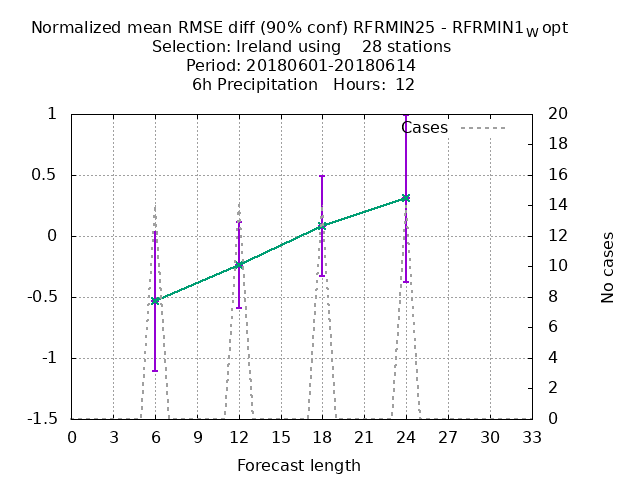 Normalized mean RMSE diff (90% conf) RFRMIN25 - RFRMIN1W opt
Selection: Ireland using    28 stations
Period: 20180601-20180614
6h Precipitation   Hours:  12
Cases
1
0.5
0
-0.5
-1
-1.5
20
18
16
14
12
10
8
6
4
2
0
No cases
0 3 6 9 12 15 18 21 24 27 30 33
Forecast length